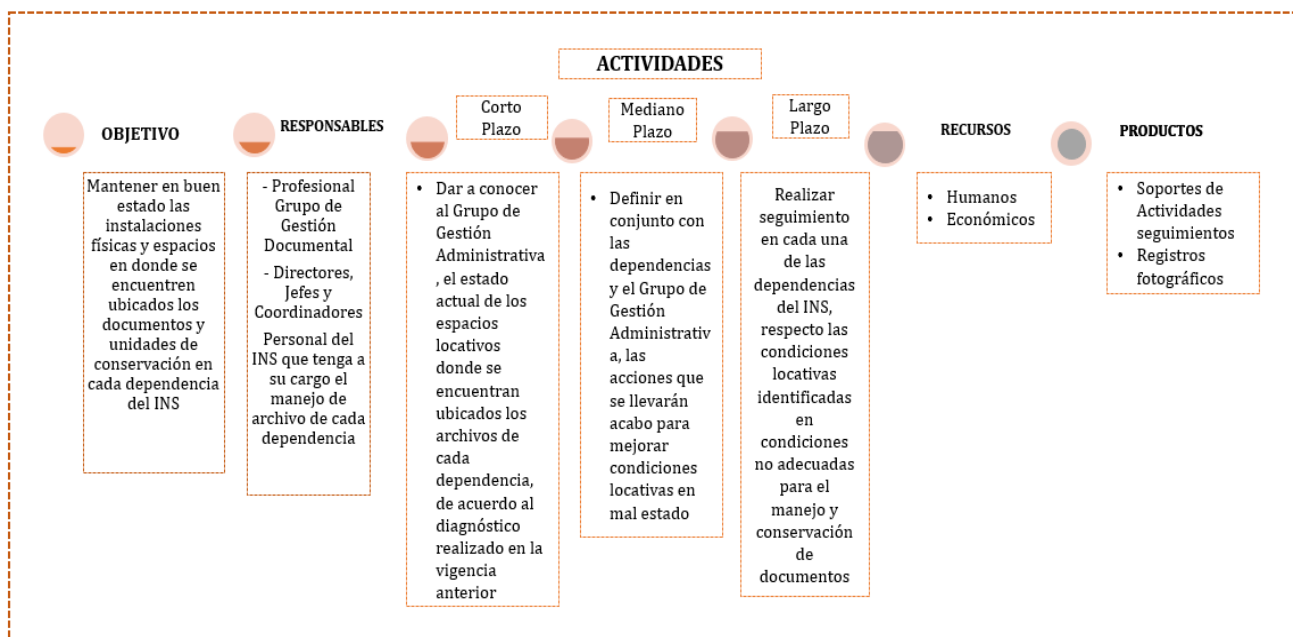 ACTIVIDADES
OBJETIVO
Mantener en buen
estado las
instalaciones
físicas y espacios
en donde se
encuentren
ubicados los
documentos y
unidades de
conservación en
cada dependencia
del INS
RESPONSABLES
- Profesional
Grupo de
Gestión
Documental
- Directores,
Jefes y
Coordinadores
Personal del
INS que tenga a
su cargo el
manejo de
archivo de cada
dependencia
Corto
Plazo
• Dar a conocer
al Grupo de
Gestión
Administrativa
, el estado
actual de los
espacios
locativos
donde se
encuentran
ubicados los
archivos de
cada
dependencia,
de acuerdo al
diagnóstico
realizado en la
vigencia
anterior
Mediano
Plazo
• Definir en
conjunto con
las
dependencias
y el Grupo de
Gestión
Administrativ
a, las
acciones que
se llevarán
acabo para
mejorar
condiciones
locativas en
mal estado
Largo
Plazo
Realizar
seguimiento
en cada una
de las
dependencias
del INS,
respecto las
condiciones
locativas
identificadas
en
condiciones
no adecuadas
para el
manejo y
conservación
de
documentos
RECURSOS
• Humanos
• Económicos
PRODUCTOS
• Soportes de
Actividades
seguimientos
• Registros
fotográficos